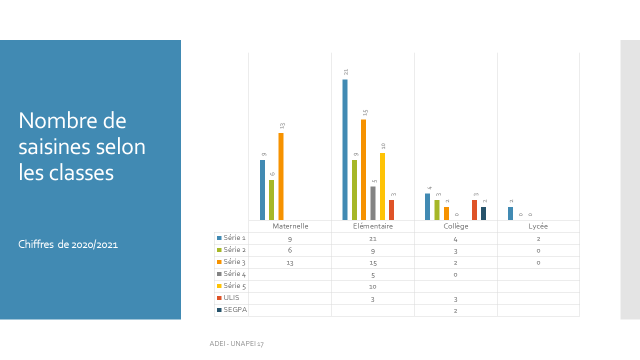 Nombre de
saisines selon
les classes
Chiffres de 2020/2021
9 6 13 21 9 15 5 10 3 4 3 2 0 3 2 2 0 0
Maternelle Elémentaire Collège Lycée
Série 1 9 21 4 2
Série 2 6 9 3 0
Série 3 13 15 2 0
Série 4 5 0
Série 5 10
ULIS 3 3
SEGPA 2
ADEI - UNAPEI 17